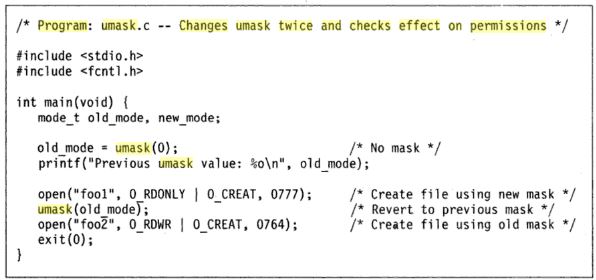 /* Program: umask.c -- Changes umask twice and checks effect on permissions */
#include <stdio.h>
#include <fcntl.h>
int main(void) {
mode_t old_mode, new_mode;
old_mode = umask(0); /* No mask */
printf("Previous umask value: %o\n", old_mode);
open("foo1", O_RDONLY | O_CREAT, 0777); /* Create file using new mask */
umask(old_mode); /* Revert to previous mask */
open("foo2", O_RDWR | O_CREAT, 0764); /* Create file using old mask */
exit(0);
}